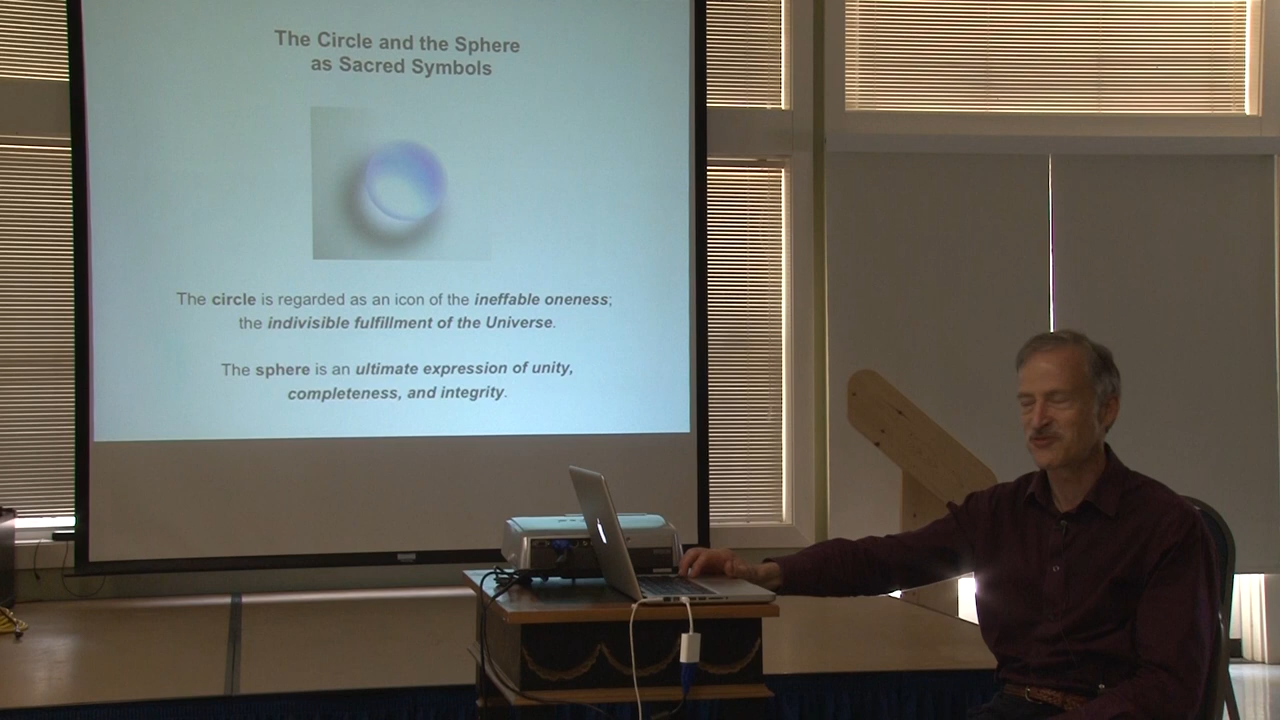 The Circle and the Sphere
as Sacred Symbols
The circle is regarded as an icon of the ineffable oneness;
the indivisible fulfillment of the Universe.
The sphere is an ultimate expression of unity,
completeness, and integrity.